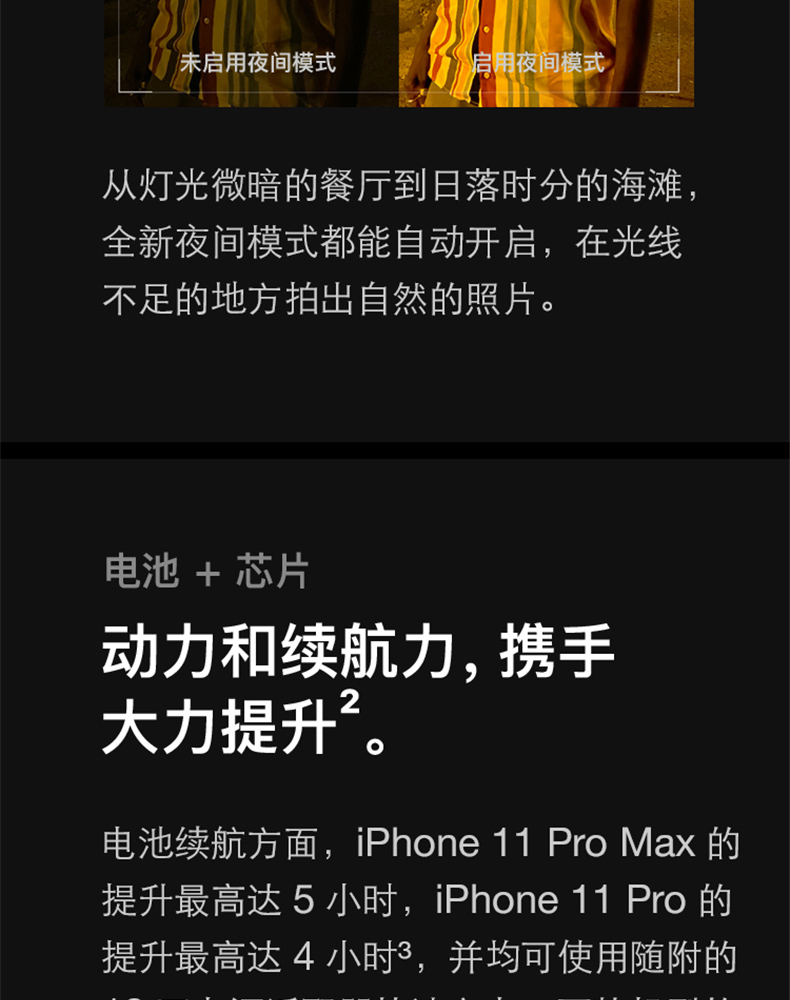 未启用夜间模式 启用夜间模式
从灯光微暗的餐厅到日落时分的海滩，
全新夜间模式都能自动开启，在光线
不足的地方拍出自然的照片。
电池 + 芯片
动力和续航力，携手
大力提升²。
电池续航方面，iPhone 11 Pro Max 的
提升最高达 5 小时，iPhone 11 Pro 的
提升最高达 4 小时³，并均可使用随附的